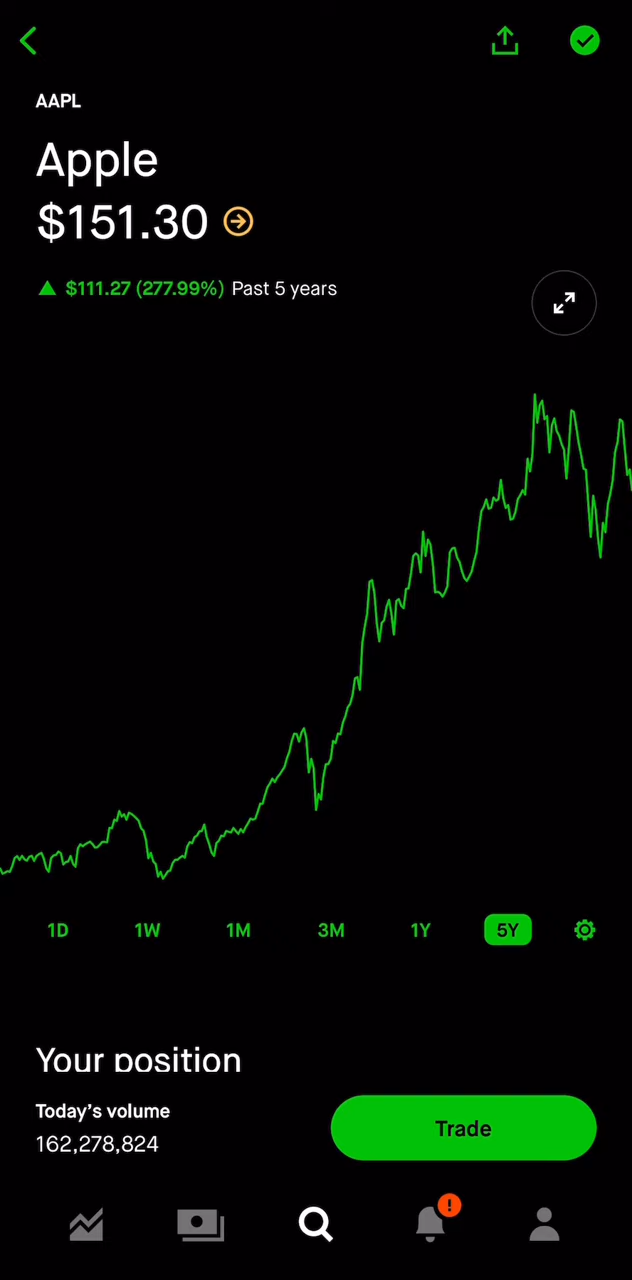 AAPL
Apple
$151.30
$111.27 (277.99%) Past 5 years
1D 1W 1M 3M 1Y 5Y
Your position
Today's volume
162,278,824
Trade
!